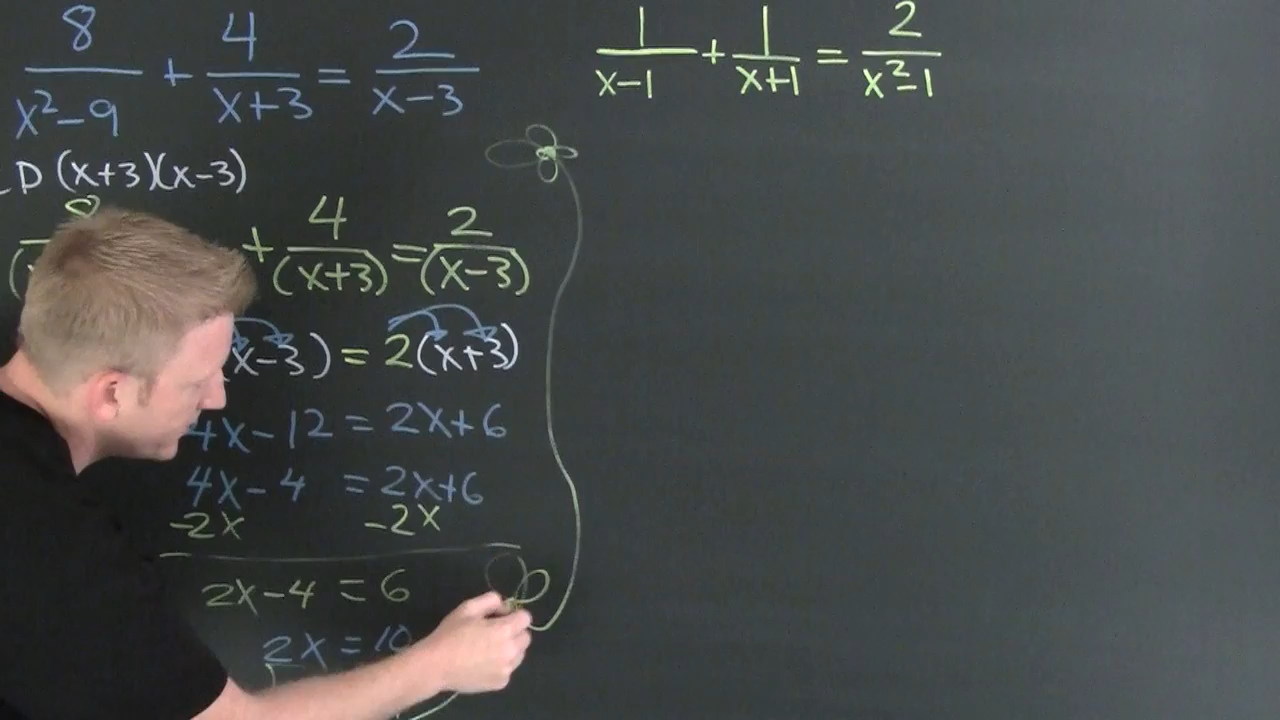 8/(x²-9) + 4/(x+3) = 2/(x-3)
D (x+3)(x-3)
8 + 4/(x+3) = 2/(x-3)
x-3) = 2(x+3)
4x-12 = 2x+6
4x-4 = 2x+6
-2x -2x
2x-4 = 6
2x = 10
1/(x-1) + 1/(x+1) = 2/(x²-1)